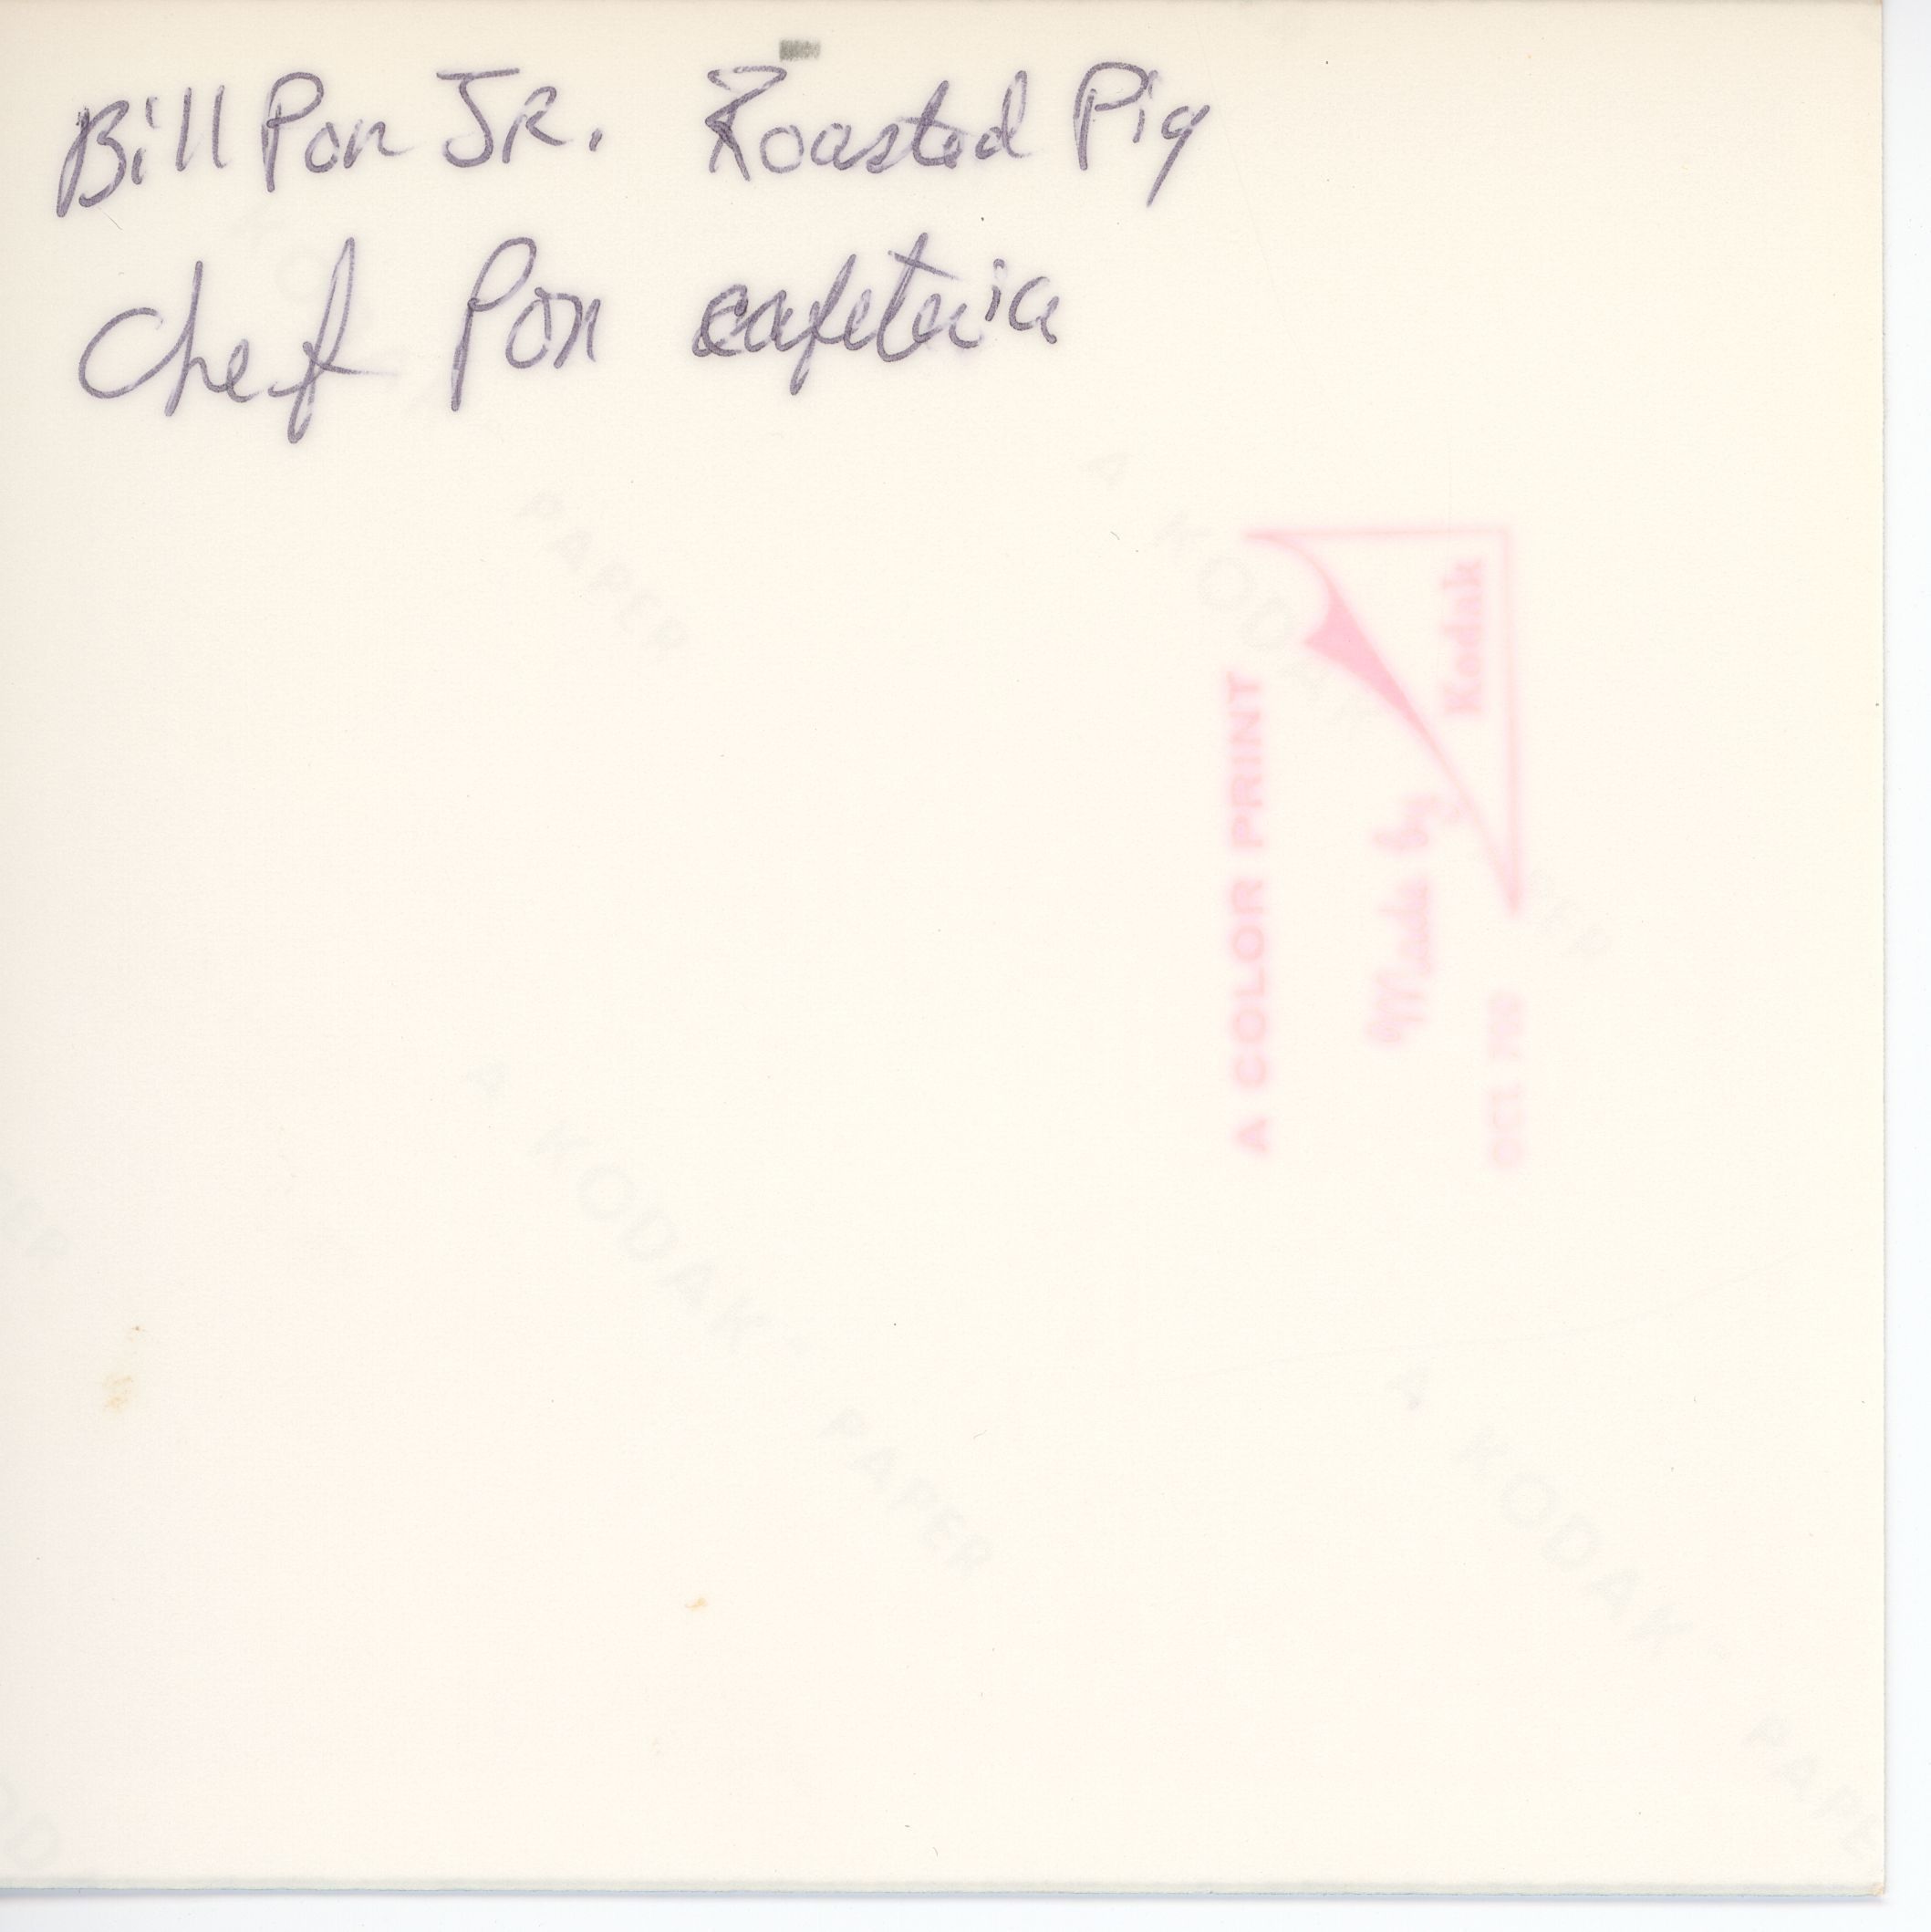 Bill Pon JR. Roasted Pig
Chef Pon cafeteria
A COLOR PRINT
Made by
Kodak
A KODAK PAPER
A KODAK PAPER
A KODAK PAPER